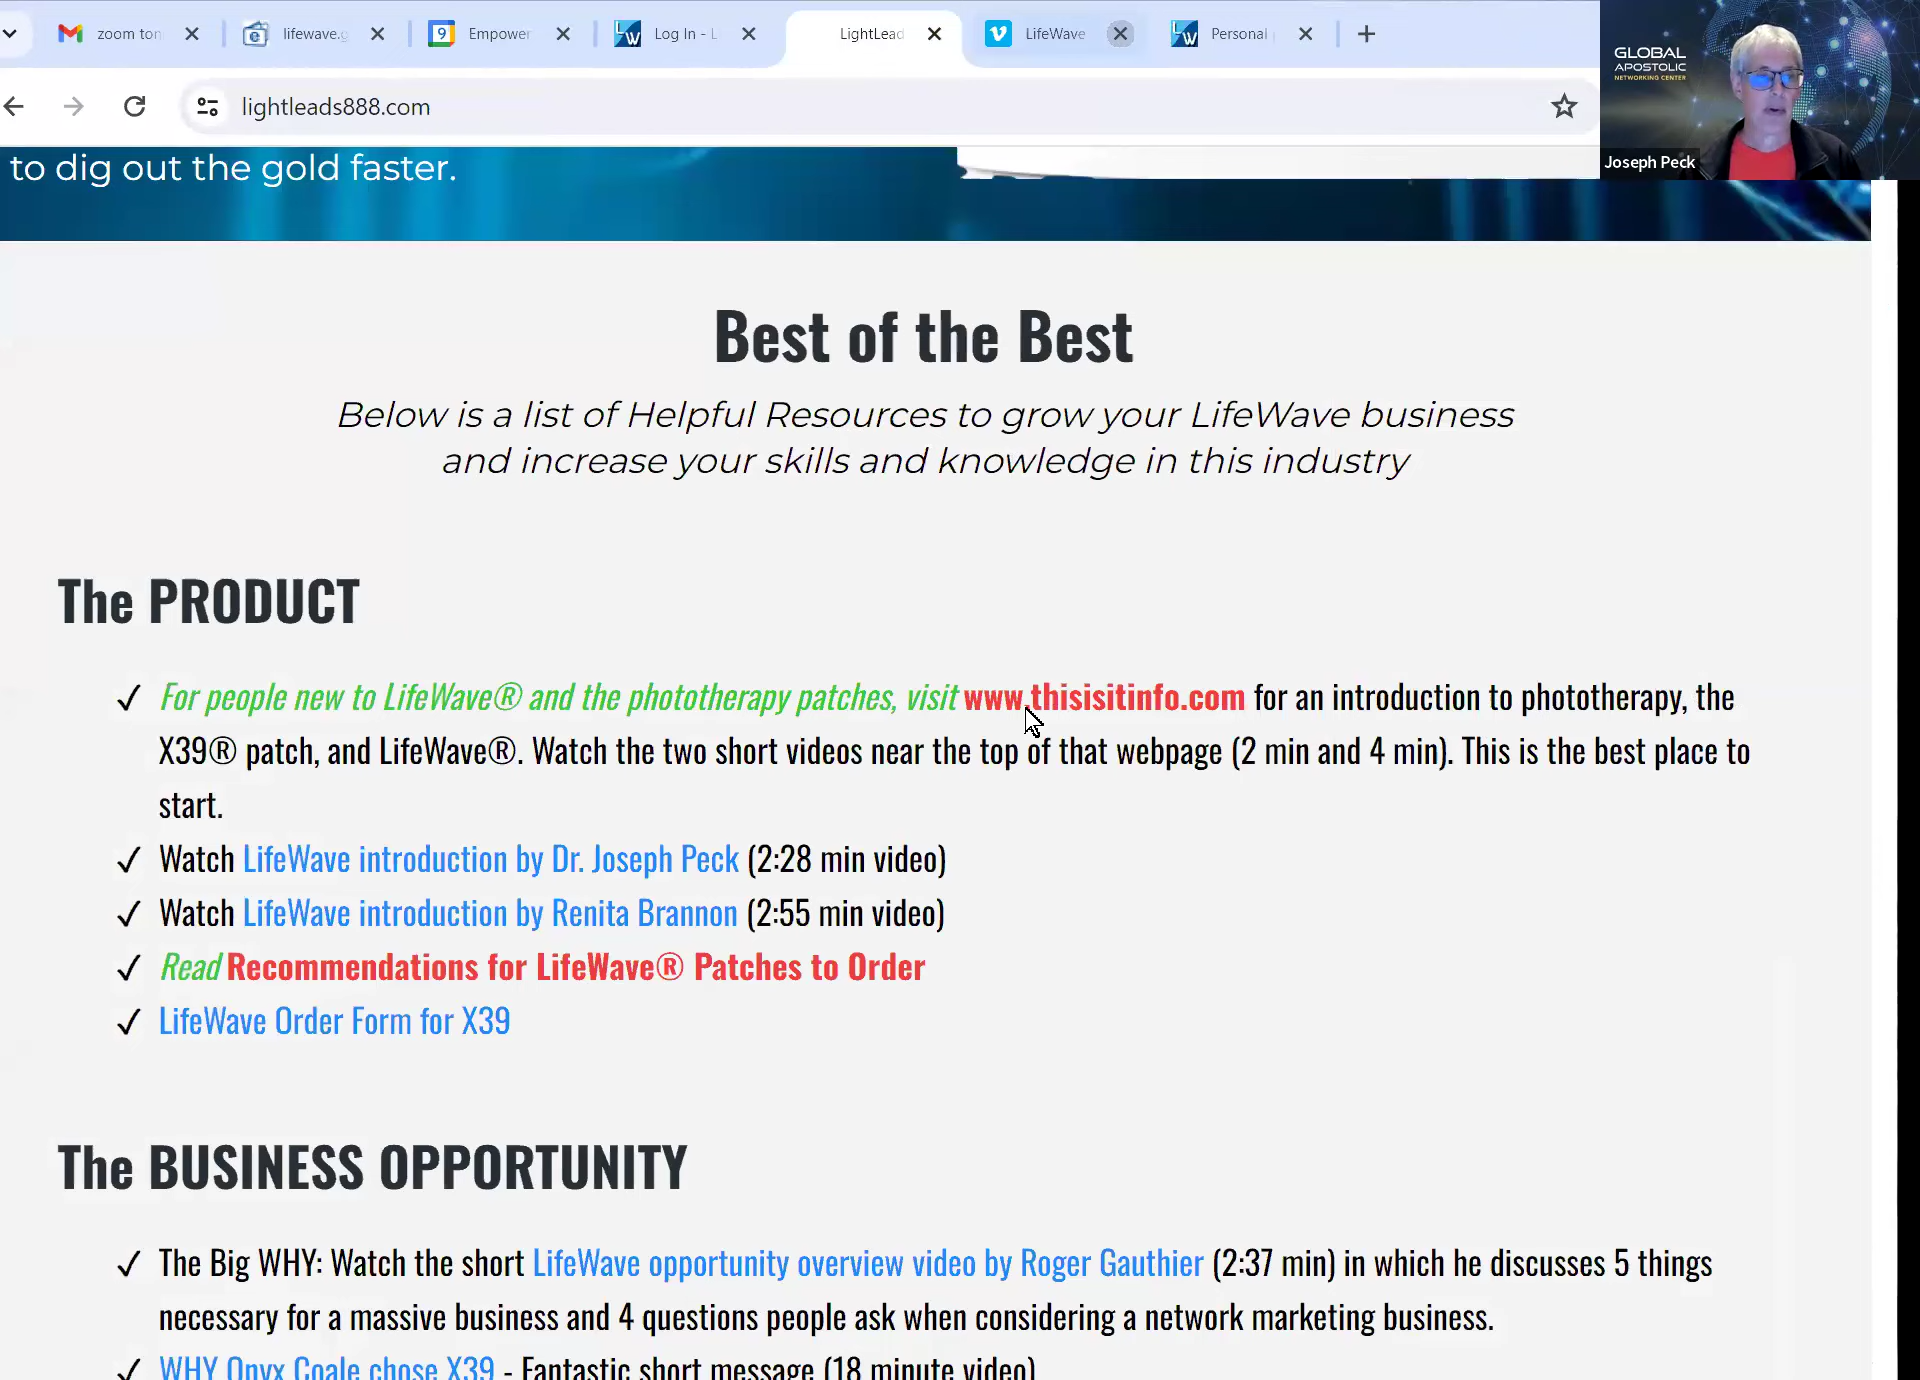 zoom ton
lifewave.g
9
Empower
LW
Log In - L
LightLead
LifeWave
LW
Personal
lightleads888.com
GLOBAL
APOSTOLIC
NETWORKING CENTER
Joseph Peck
to dig out the gold faster.
Best of the Best
Below is a list of Helpful Resources to grow your LifeWave business
and increase your skills and knowledge in this industry
The PRODUCT
For people new to LifeWave® and the phototherapy patches, visit www.thisisitinfo.com for an introduction to phototherapy, the
X39® patch, and LifeWave®. Watch the two short videos near the top of that webpage (2 min and 4 min). This is the best place to
start.
Watch LifeWave introduction by Dr. Joseph Peck (2:28 min video)
Watch LifeWave introduction by Renita Brannon (2:55 min video)
Read Recommendations for LifeWave® Patches to Order
LifeWave Order Form for X39
The BUSINESS OPPORTUNITY
The Big WHY: Watch the short LifeWave opportunity overview video by Roger Gauthier (2:37 min) in which he discusses 5 things
necessary for a massive business and 4 questions people ask when considering a network marketing business.
WHY Onyx Coale chose X39 - Fantastic short message (18 minute video)